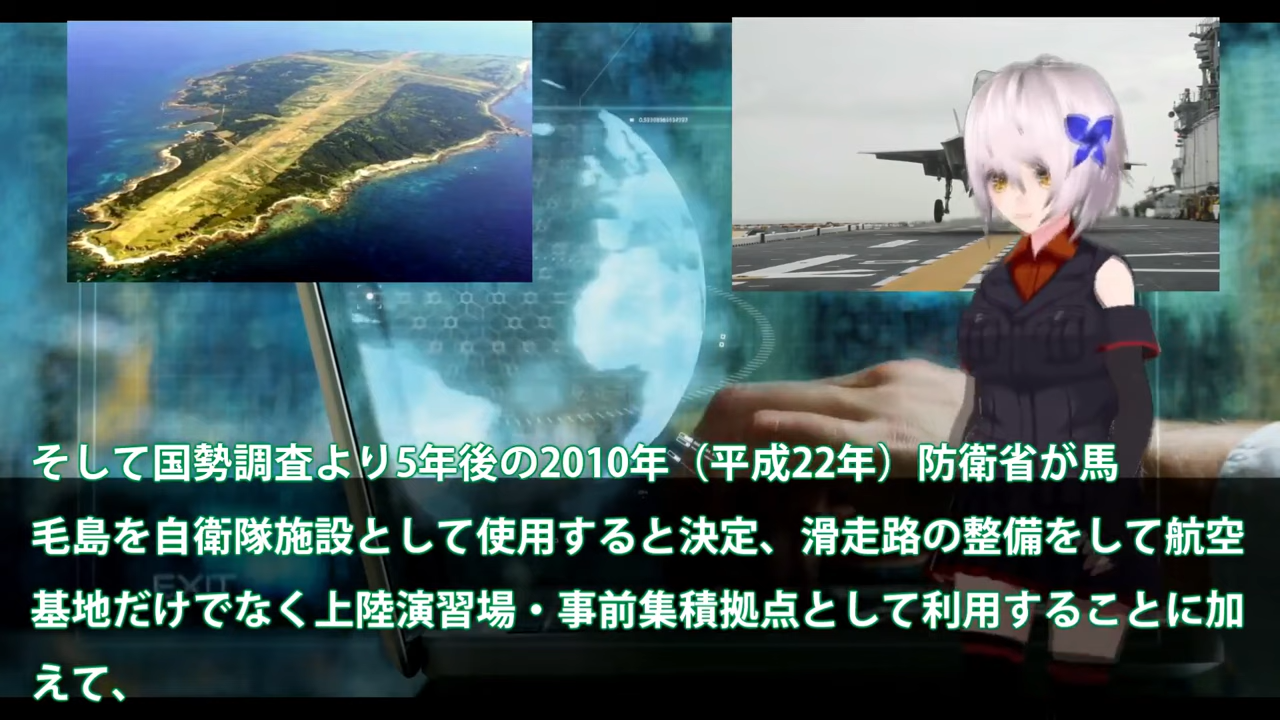 そして国勢調査より5年後の2010年（平成22年）防衛省が馬
毛島を自衛隊施設として使用すると決定、滑走路の整備をして航空
基地だけでなく上陸演習場・事前集積拠点として利用することに加
えて、
EXIT